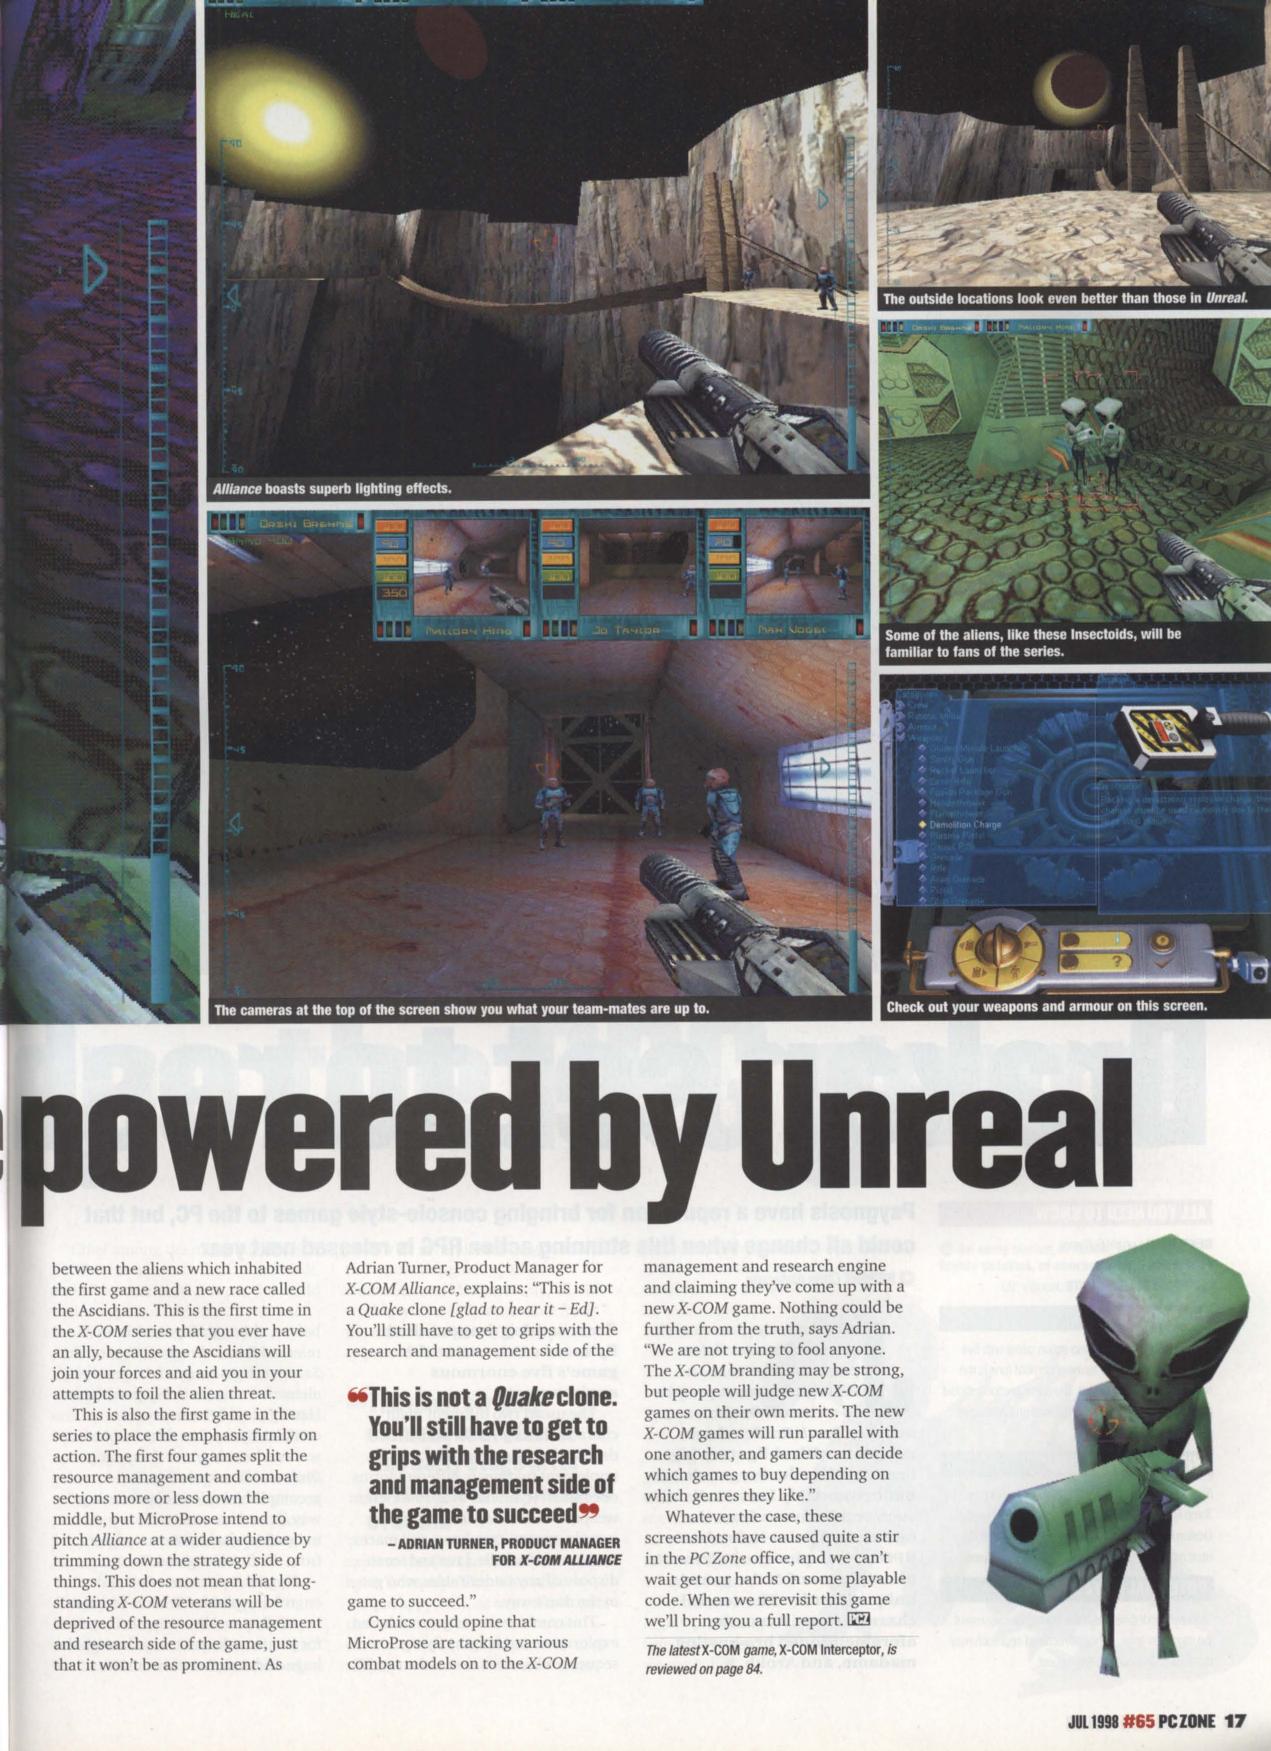 Alliance boasts superb lighting effects.
The outside locations look even better than those in Unreal.
Some of the aliens, like these Insectoids, will be
familiar to fans of the series.
MALLORY KING
JO TAYLOR
The cameras at the top of the screen show you what your team-mates are up to.
Demolition Charge
Check out your weapons and armour on this screen.
powered by Unreal
between the aliens which inhabited
the first game and a new race called
the Ascidians. This is the first time in
the X-COM series that you ever have
an ally, because the Ascidians will
join your forces and aid you in your
attempts to foil the alien threat.
This is also the first game in the
series to place the emphasis firmly on
action. The first four games split the
resource management and combat
sections more or less down the
middle, but MicroProse intend to
pitch Alliance at a wider audience by
trimming down the strategy side of
things. This does not mean that long-
standing X-COM veterans will be
deprived of the resource management
and research side of the game, just
that it won't be as prominent. As
Adrian Turner, Product Manager for
X-COM Alliance, explains: "This is not
a Quake clone [glad to hear it – Ed].
You'll still have to get to grips with the
research and management side of the
❝This is not a Quake clone.
You'll still have to get to
grips with the research
and management side of
the game to succeed❞
– ADRIAN TURNER, PRODUCT MANAGER
FOR X-COM ALLIANCE
game to succeed."
Cynics could opine that
MicroProse are tacking various
combat models on to the X-COM
management and research engine
and claiming they've come up with a
new X-COM game. Nothing could be
further from the truth, says Adrian.
"We are not trying to fool anyone.
The X-COM branding may be strong,
but people will judge new X-COM
games on their own merits. The new
X-COM games will run parallel with
one another, and gamers can decide
which games to buy depending on
which genres they like."
Whatever the case, these
screenshots have caused quite a stir
in the PC Zone office, and we can't
wait get our hands on some playable
code. When we rerevisit this game
we'll bring you a full report. PCZ
The latest X-COM game, X-COM Interceptor, is
reviewed on page 84.
JUL 1998 #65 PC ZONE 17